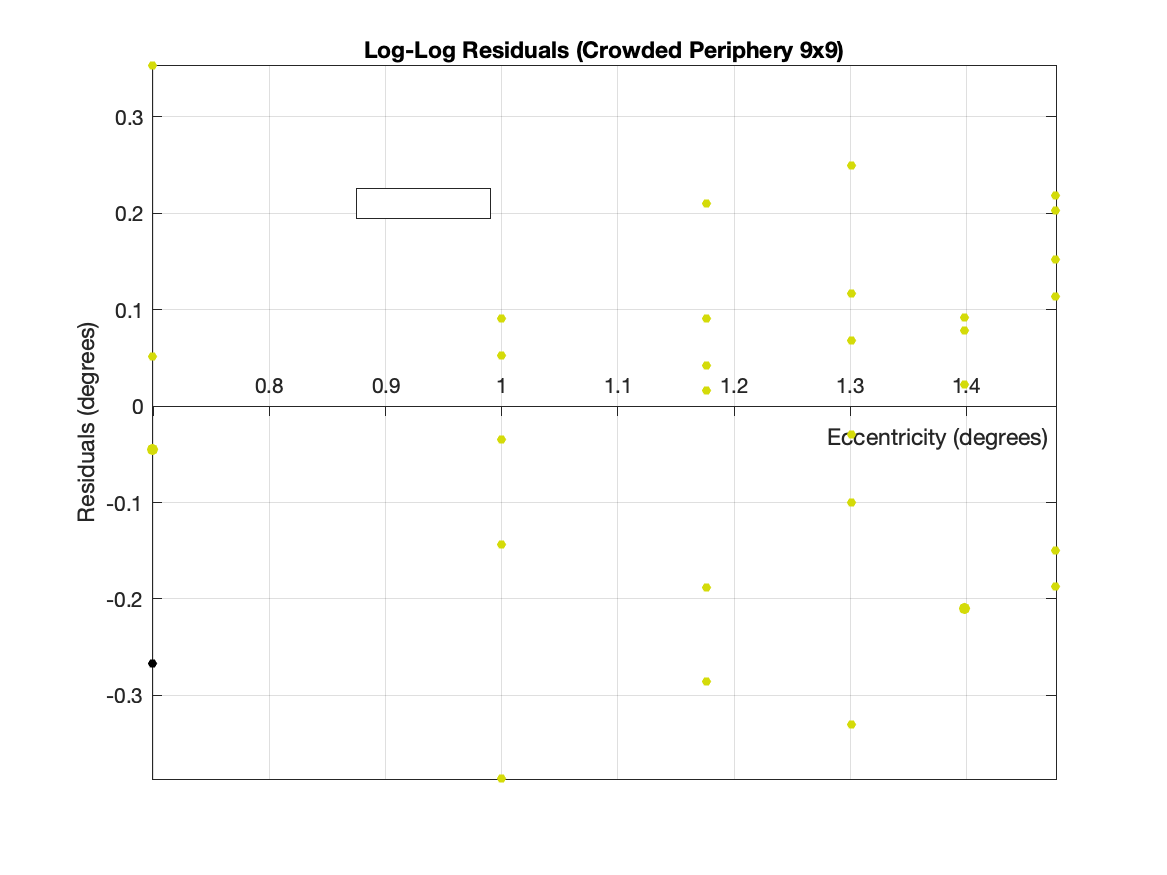 Log-Log Residuals (Crowded Periphery 9x9)
0.3
0.2
0.1
0
-0.1
-0.2
-0.3
Residuals (degrees)
0.8 0.9 1 1.1 1.2 1.3 1.4
Eccentricity (degrees)